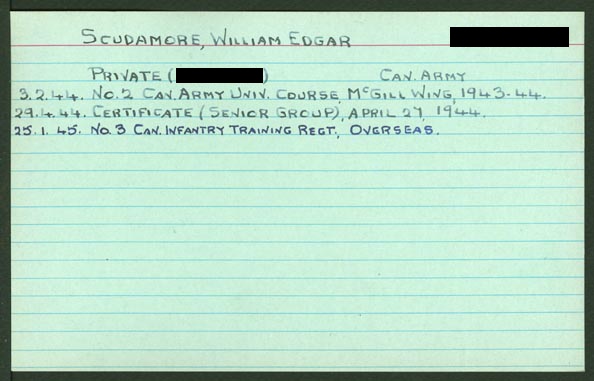 SCUDAMORE, WILLIAM EDGAR
PRIVATE ( ) CAN. ARMY
3.2.44. NO.2 CAN. ARMY UNIV. COURSE, MCGILL WING, 1943-44.
29.4.44. CERTIFICATE (SENIOR GROUP), APRIL 27, 1944.
25.1.45. NO.3 CAN. INFANTRY TRAINING REGT., OVERSEAS.